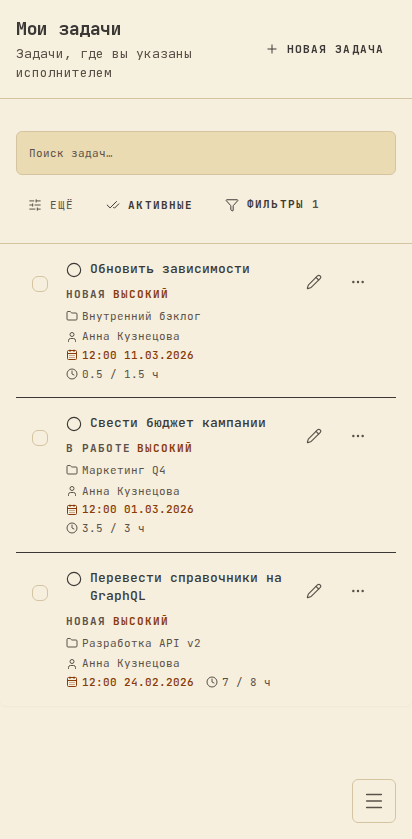 Мои задачи
Задачи, где вы указаны
исполнителем
НОВАЯ ЗАДАЧА
Поиск задач…
ЕЩЁ
АКТИВНЫЕ
ФИЛЬТРЫ 1
Обновить зависимости
НОВАЯ ВЫСОКИЙ
Внутренний бэклог
Анна Кузнецова
12:00 11.03.2026
0.5 / 1.5 ч
Свести бюджет кампании
В РАБОТЕ ВЫСОКИЙ
Маркетинг Q4
Анна Кузнецова
12:00 01.03.2026
3.5 / 3 ч
Перевести справочники на
GraphQL
НОВАЯ ВЫСОКИЙ
Разработка API v2
Анна Кузнецова
12:00 24.02.2026 7 / 8 ч